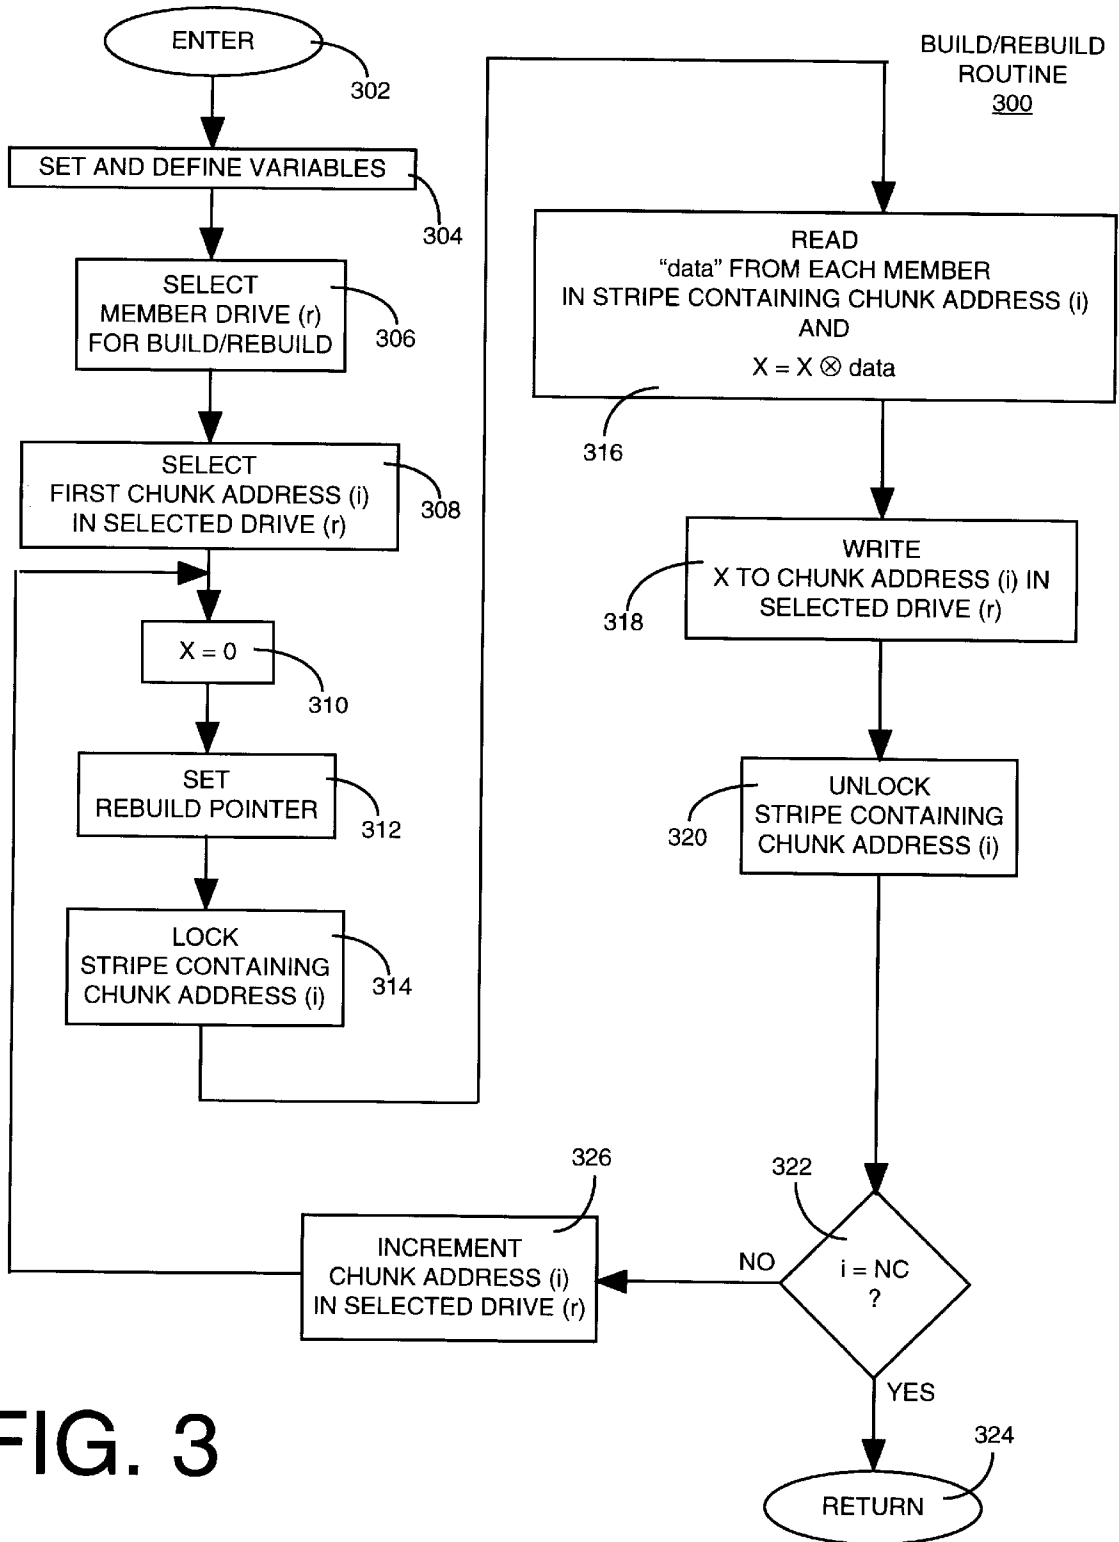 ENTER
302
SET AND DEFINE VARIABLES
304
SELECT
MEMBER DRIVE (r)
FOR BUILD/REBUILD
306
SELECT
FIRST CHUNK ADDRESS (i)
IN SELECTED DRIVE (r)
308
X = 0
310
SET
REBUILD POINTER
312
LOCK
STRIPE CONTAINING
CHUNK ADDRESS (i)
314
BUILD/REBUILD
ROUTINE
300
READ
“data” FROM EACH MEMBER
IN STRIPE CONTAINING CHUNK ADDRESS (i)
AND
X = X ⊗ data
316
WRITE
X TO CHUNK ADDRESS (i) IN
SELECTED DRIVE (r)
318
UNLOCK
STRIPE CONTAINING
CHUNK ADDRESS (i)
320
322
i = NC
?
NO
326
INCREMENT
CHUNK ADDRESS (i)
IN SELECTED DRIVE (r)
YES
324
RETURN
FIG. 3